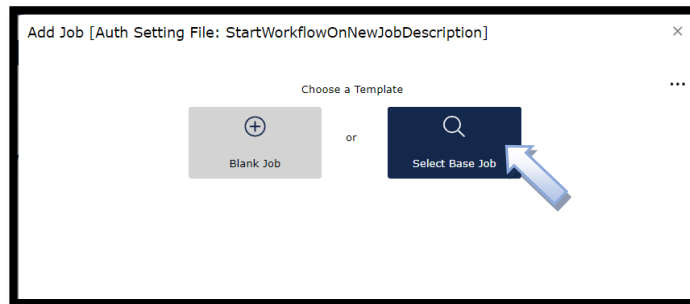 Add Job [Auth Setting File: StartWorkflowOnNewJobDescription]
Choose a Template
Blank Job
or
Select Base Job